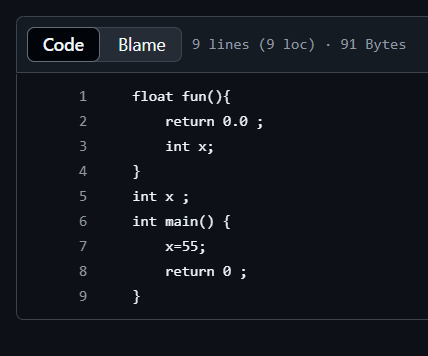 Code Blame 9 lines (9 loc) · 91 Bytes
1 float fun(){
2     return 0.0 ;
3     int x;
4 }
5 int x ;
6 int main() {
7     x=55;
8     return 0 ;
9 }